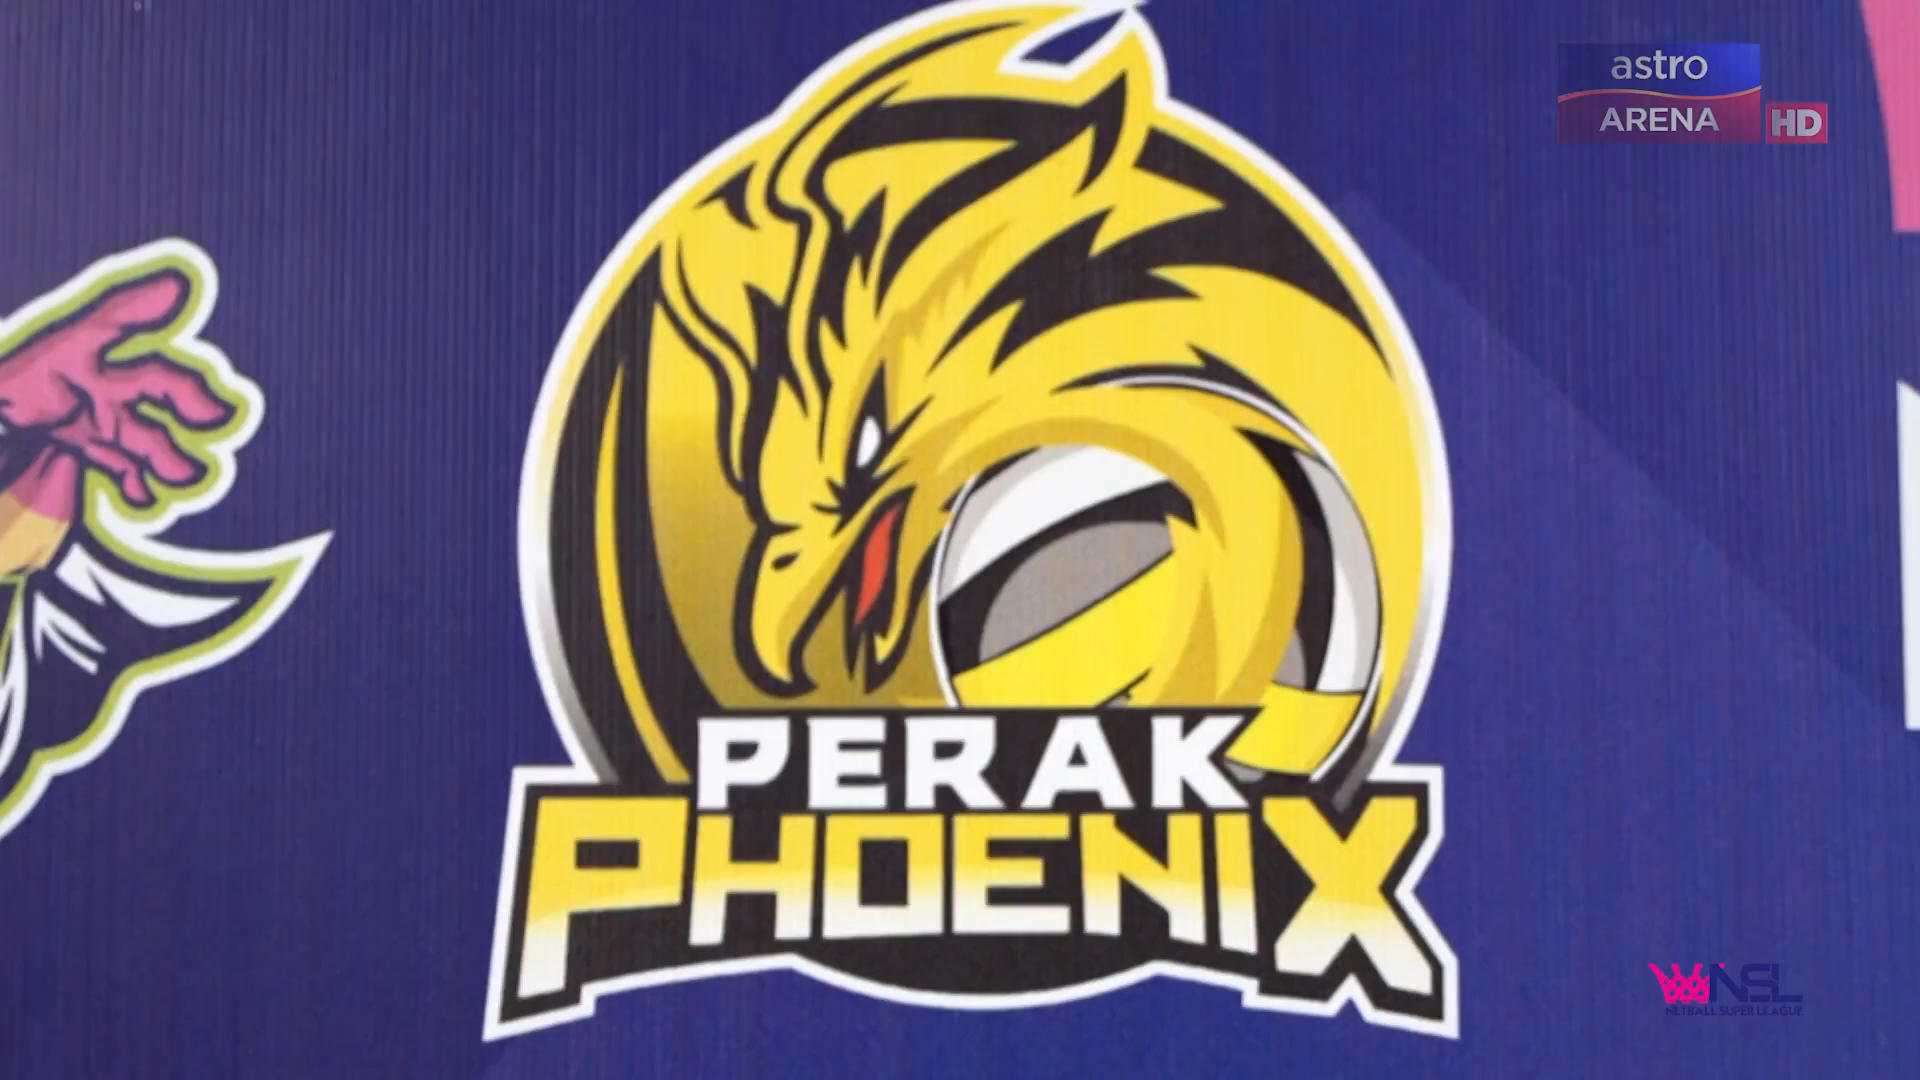 astro
ARENA HD
PERAK
PHOENIX
NSL
NETBALL SUPER LEAGUE